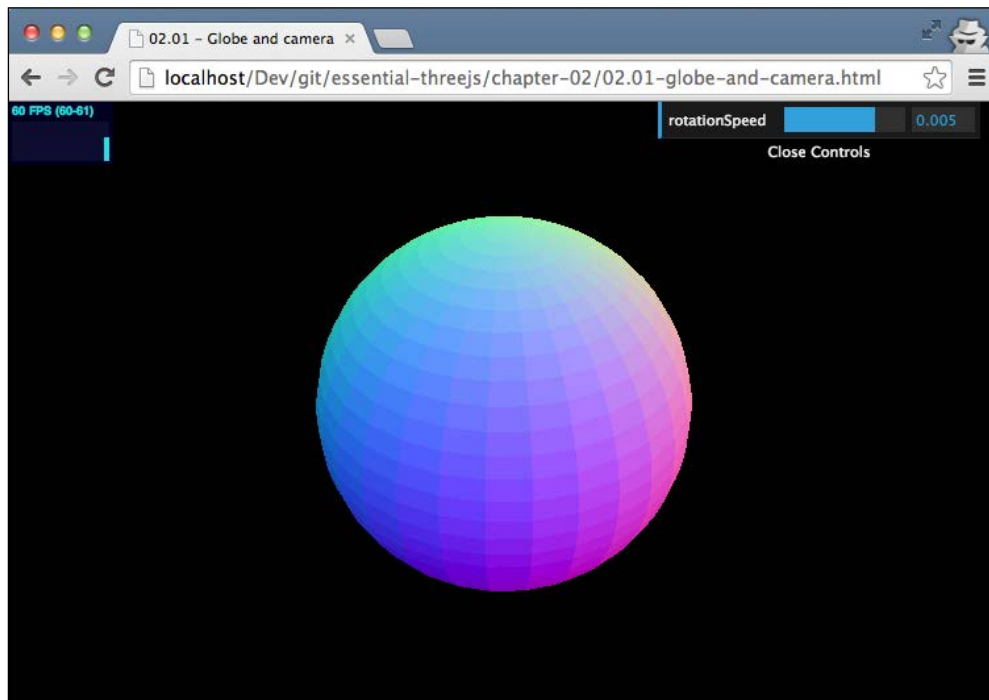 02.01 - Globe and camera
localhost/Dev/git/essential-threejs/chapter-02/02.01-globe-and-camera.html
60 FPS (60-61)
rotationSpeed 0.005
Close Controls